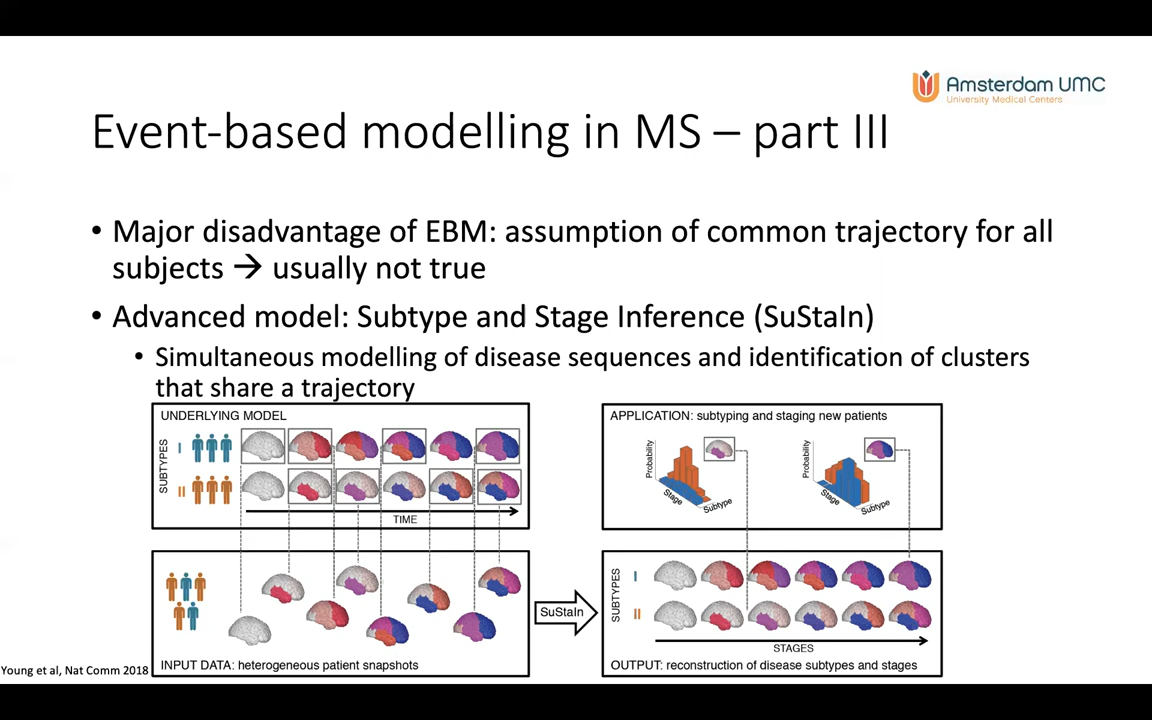 Amsterdam UMC
University Medical Centers
Event-based modelling in MS – part III
• Major disadvantage of EBM: assumption of common trajectory for all
subjects → usually not true
• Advanced model: Subtype and Stage Inference (SuStaIn)
• Simultaneous modelling of disease sequences and identification of clusters
that share a trajectory
UNDERLYING MODEL
SUBTYPES
I
II
TIME
INPUT DATA: heterogeneous patient snapshots
SuStaIn
APPLICATION: subtyping and staging new patients
Probability
Stage
Subtype
Probability
Stage
Subtype
SUBTYPES
I
II
STAGES
OUTPUT: reconstruction of disease subtypes and stages
Young et al, Nat Comm 2018